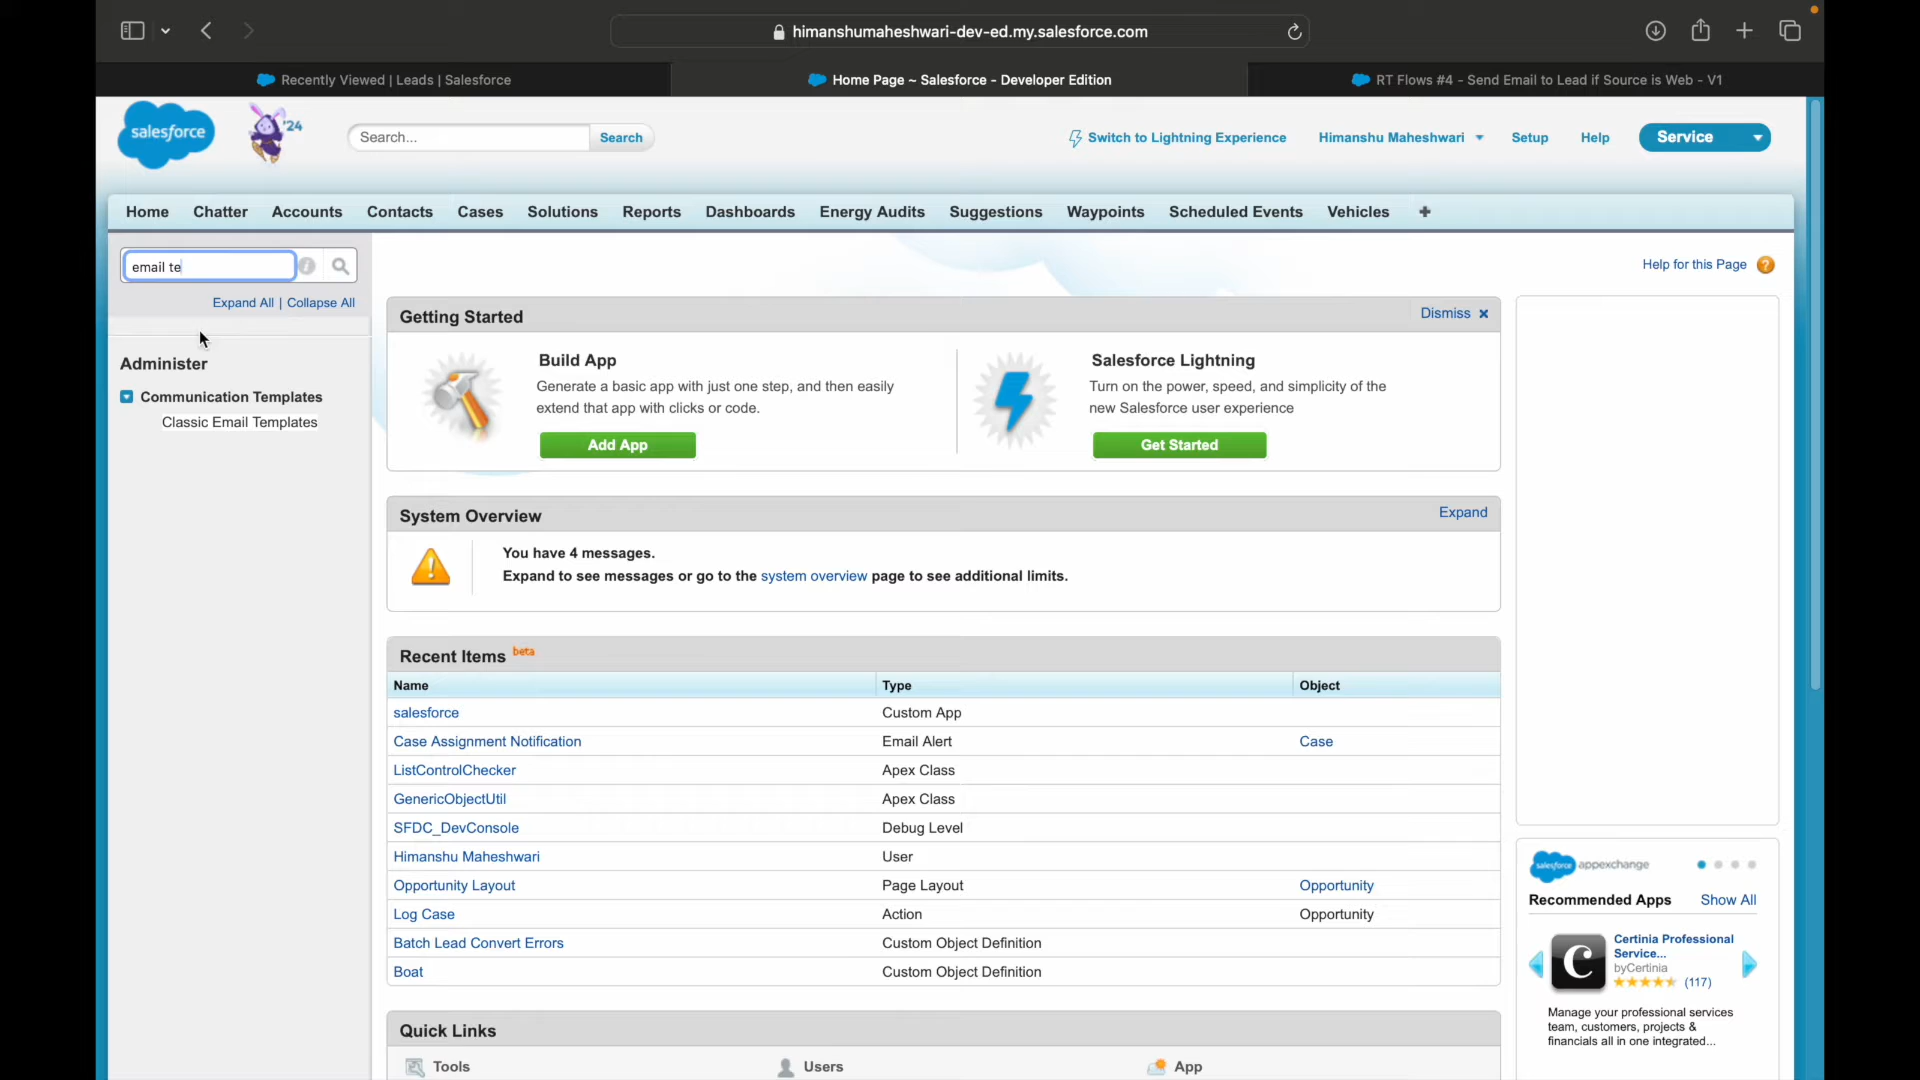 himanshumaheshwari-dev-ed.my.salesforce.com
Recently Viewed | Leads | Salesforce
Home Page ~ Salesforce - Developer Edition
RT Flows #4 - Send Email to Lead if Source is Web - V1
salesforce
'24
Search...
Search
Switch to Lightning Experience
Himanshu Maheshwari
Setup
Help
Service
Home
Chatter
Accounts
Contacts
Cases
Solutions
Reports
Dashboards
Energy Audits
Suggestions
Waypoints
Scheduled Events
Vehicles
+
email te
Expand All | Collapse All
Administer
Communication Templates
Classic Email Templates
Help for this Page
Getting Started
Dismiss
Build App
Generate a basic app with just one step, and then easily
extend that app with clicks or code.
Add App
Salesforce Lightning
Turn on the power, speed, and simplicity of the
new Salesforce user experience
Get Started
System Overview
Expand
You have 4 messages.
Expand to see messages or go to the system overview page to see additional limits.
Recent Items beta
Name Type Object
salesforce Custom App
Case Assignment Notification Email Alert Case
ListControlChecker Apex Class
GenericObjectUtil Apex Class
SFDC_DevConsole Debug Level
Himanshu Maheshwari User
Opportunity Layout Page Layout Opportunity
Log Case Action Opportunity
Batch Lead Convert Errors Custom Object Definition
Boat Custom Object Definition
Quick Links
Tools
Users
App
salesforce appexchange
Recommended Apps Show All
Certinia Professional
Service...
byCertinia
(117)
Manage your professional services
team, customers, projects &
financials all in one integrated...